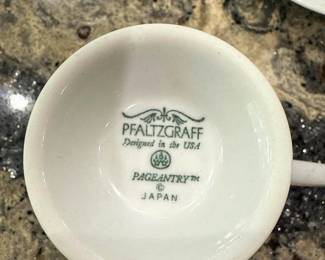 PFALTZGRAFF
Designed in the USA
PAGEANTRY™
©
JAPAN